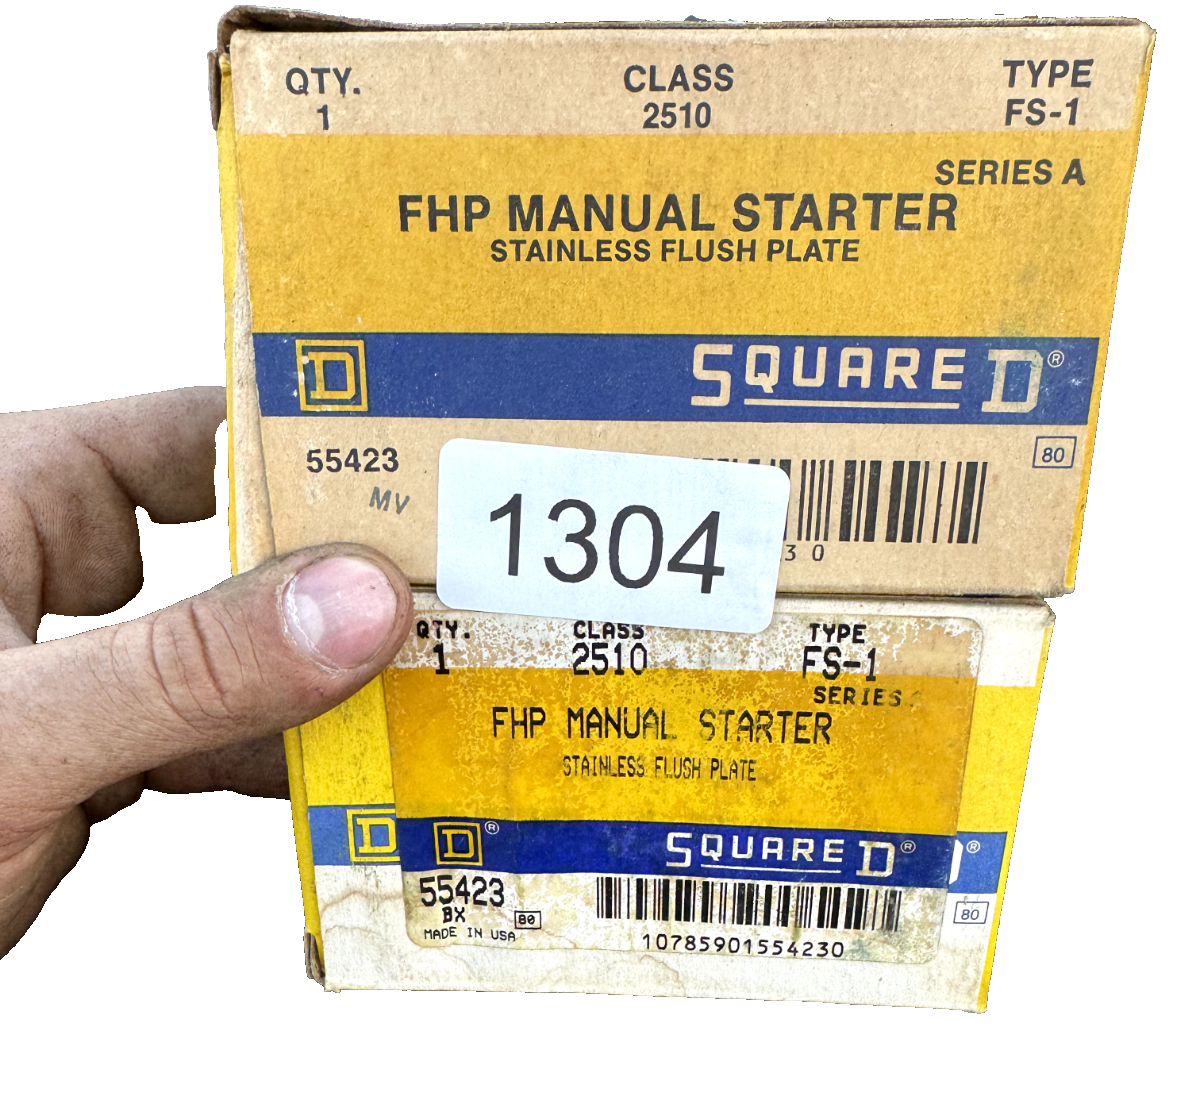 QTY. CLASS TYPE
1 2510 FS-1
SERIES A
FHP MANUAL STARTER
STAINLESS FLUSH PLATE
D SQUARE D®
55423 80
MV
1304
30
QTY. CLASS TYPE
1 2510 FS-1
SERIES
FHP MANUAL STARTER
STAINLESS FLUSH PLATE
D D® SQUARE D® ®
55423
BX 80 80
MADE IN USA
10785901554230